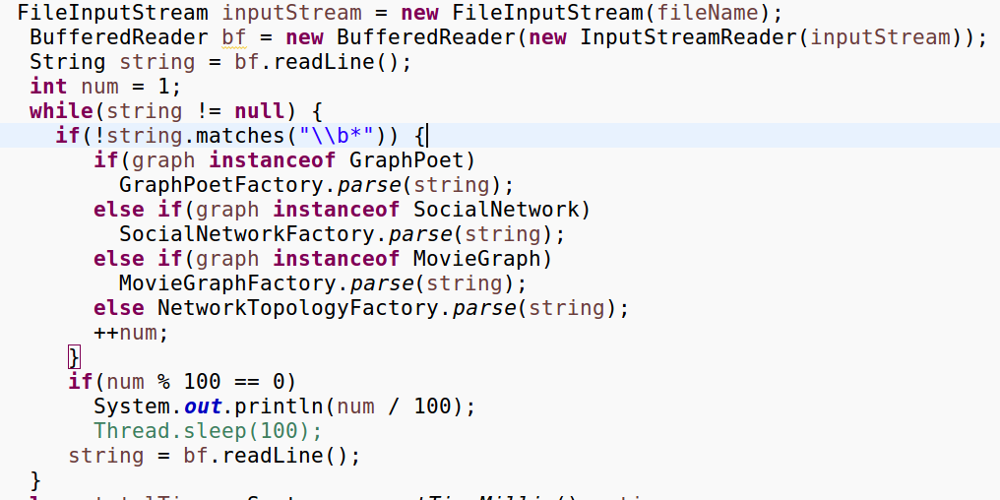 FileInputStream inputStream = new FileInputStream(fileName);
BufferedReader bf = new BufferedReader(new InputStreamReader(inputStream));
String string = bf.readLine();
int num = 1;
while(string != null) {
if(!string.matches("\\b*")) {
if(graph instanceof GraphPoet)
GraphPoetFactory.parse(string);
else if(graph instanceof SocialNetwork)
SocialNetworkFactory.parse(string);
else if(graph instanceof MovieGraph)
MovieGraphFactory.parse(string);
else NetworkTopologyFactory.parse(string);
++num;
}
if(num % 100 == 0)
System.out.println(num / 100);
Thread.sleep(100);
string = bf.readLine();
}